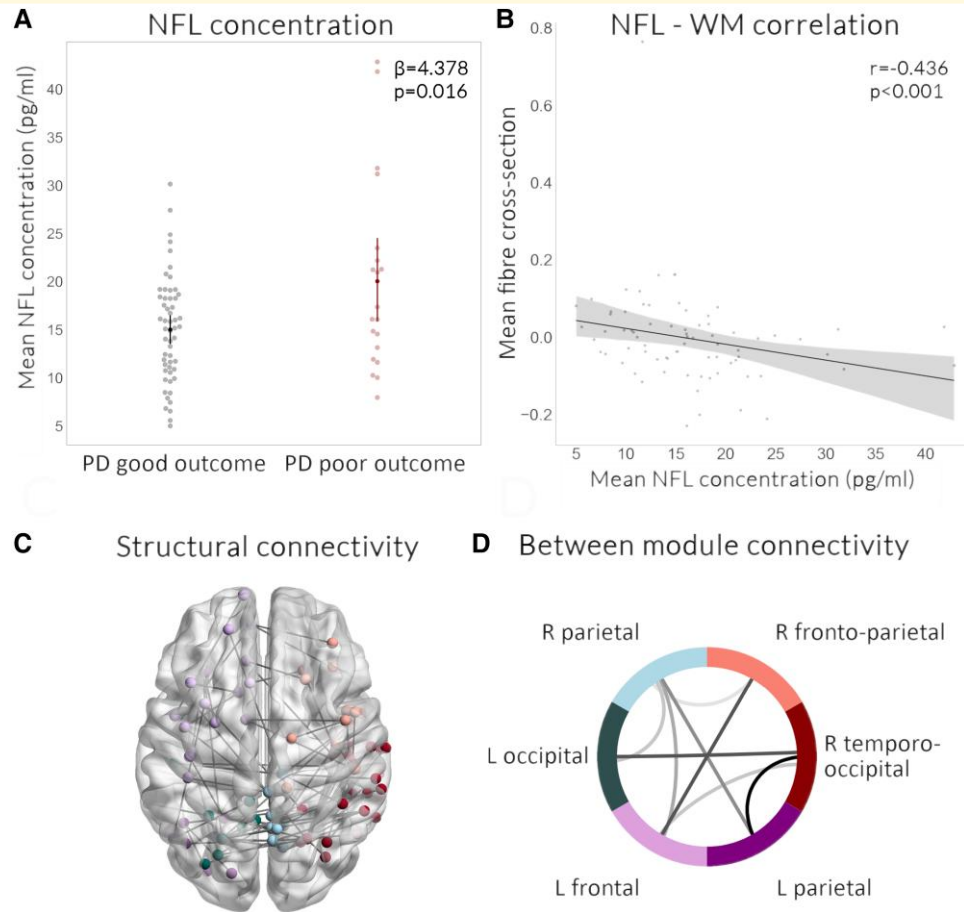 A
NFL concentration
β=4.378
p=0.016
Mean NFL concentration (pg/ml)
40
35
30
25
20
15
10
5
PD good outcome
PD poor outcome
B
NFL - WM correlation
r=-0.436
p<0.001
Mean fibre cross-section
0.8
0.6
0.4
0.2
0.0
−0.2
5 10 15 20 25 30 35 40
Mean NFL concentration (pg/ml)
C
Structural connectivity
D
Between module connectivity
R parietal
R fronto-parietal
L occipital
R temporo-
occipital
L frontal
L parietal